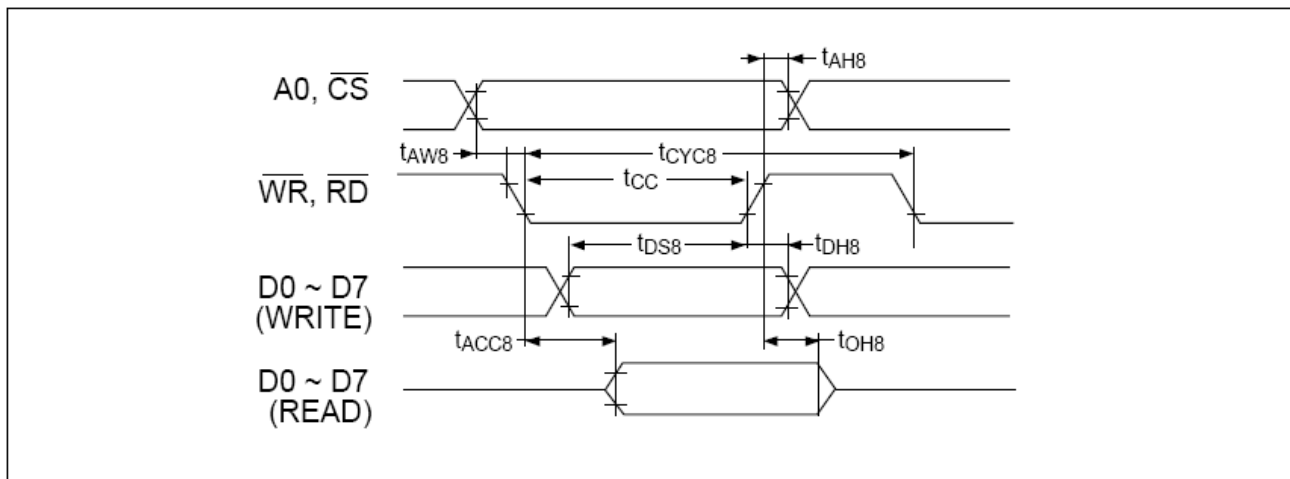 tAH8
A0, CS
tAW8
tCYC8
WR, RD
tCC
tDS8
tDH8
D0 ~ D7
(WRITE)
tACC8
tOH8
D0 ~ D7
(READ)